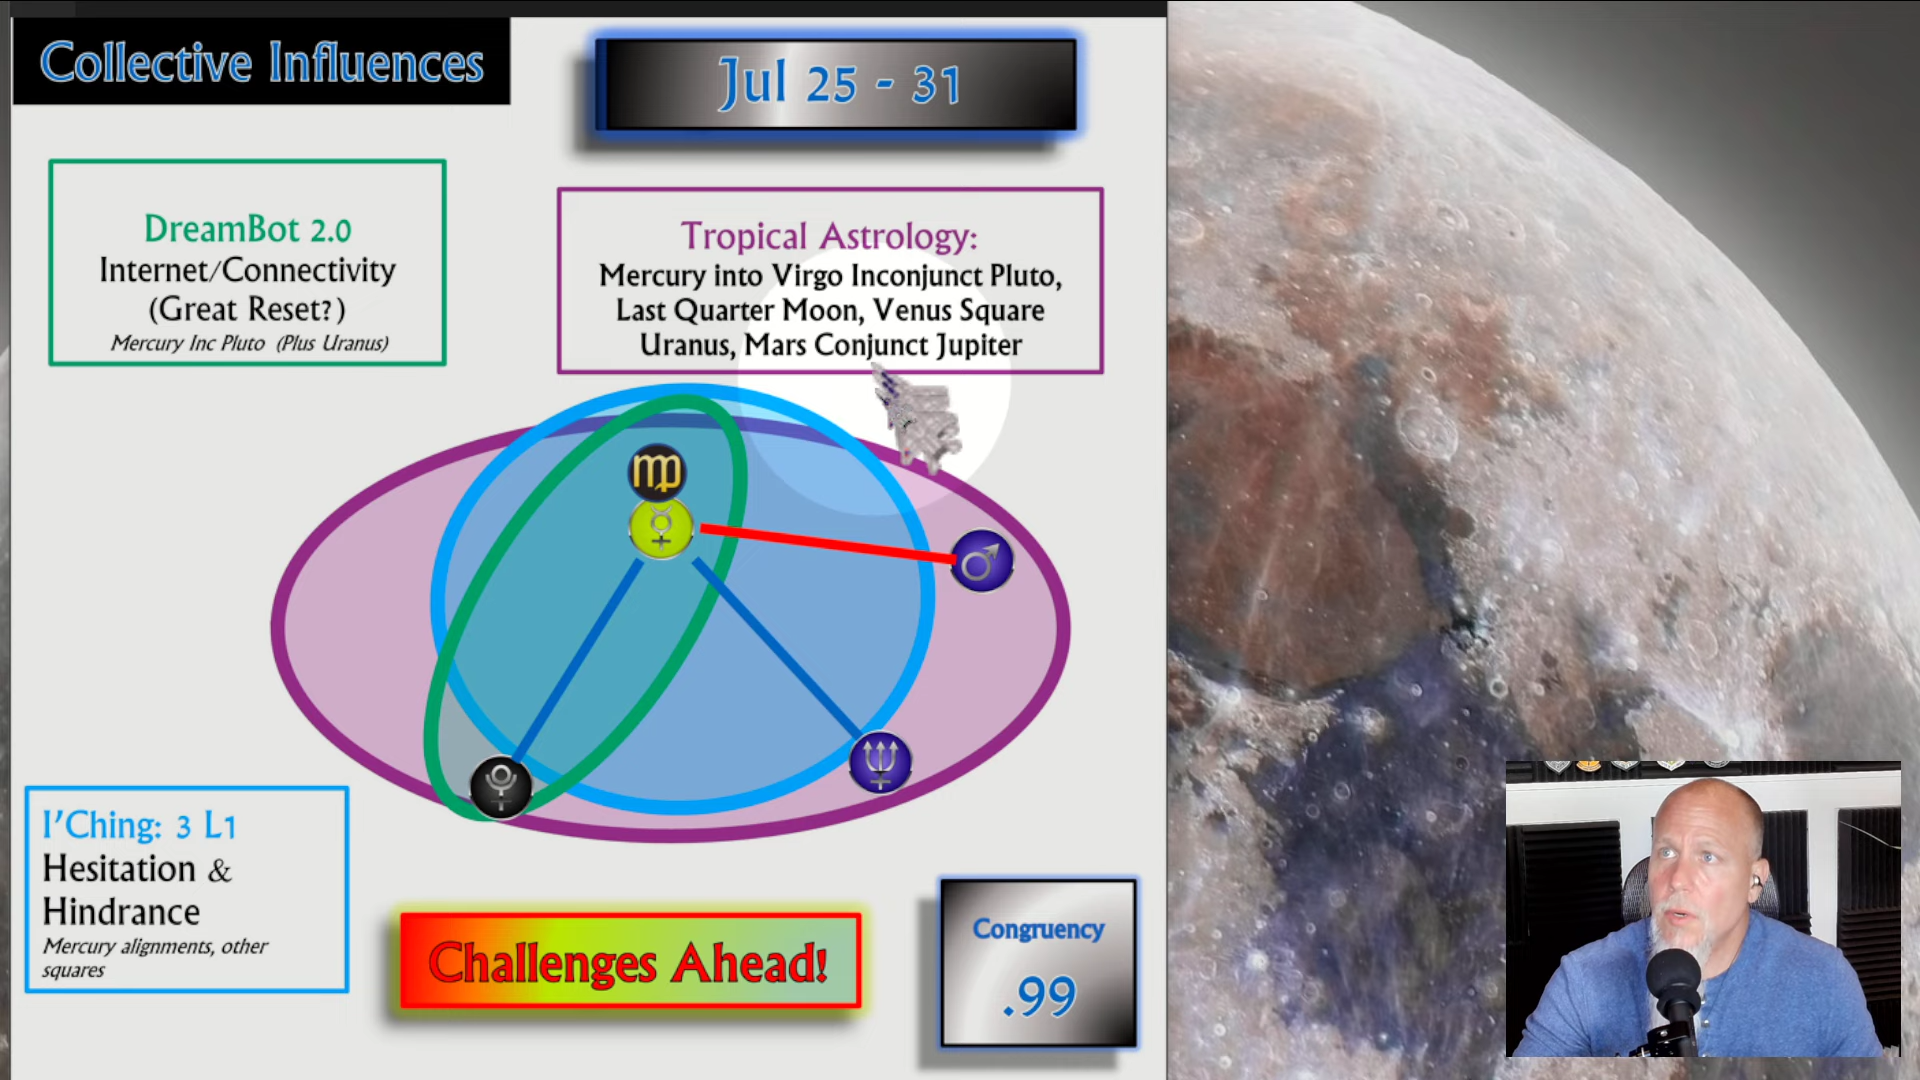 Collective Influences
Jul 25 - 31
DreamBot 2.0
Internet/Connectivity
(Great Reset?)
Mercury Inc Pluto (Plus Uranus)
Tropical Astrology:
Mercury into Virgo Inconjunct Pluto,
Last Quarter Moon, Venus Square
Uranus, Mars Conjunct Jupiter
I'Ching: 3 L1
Hesitation &
Hindrance
Mercury alignments, other
squares
Challenges Ahead!
Congruency
.99